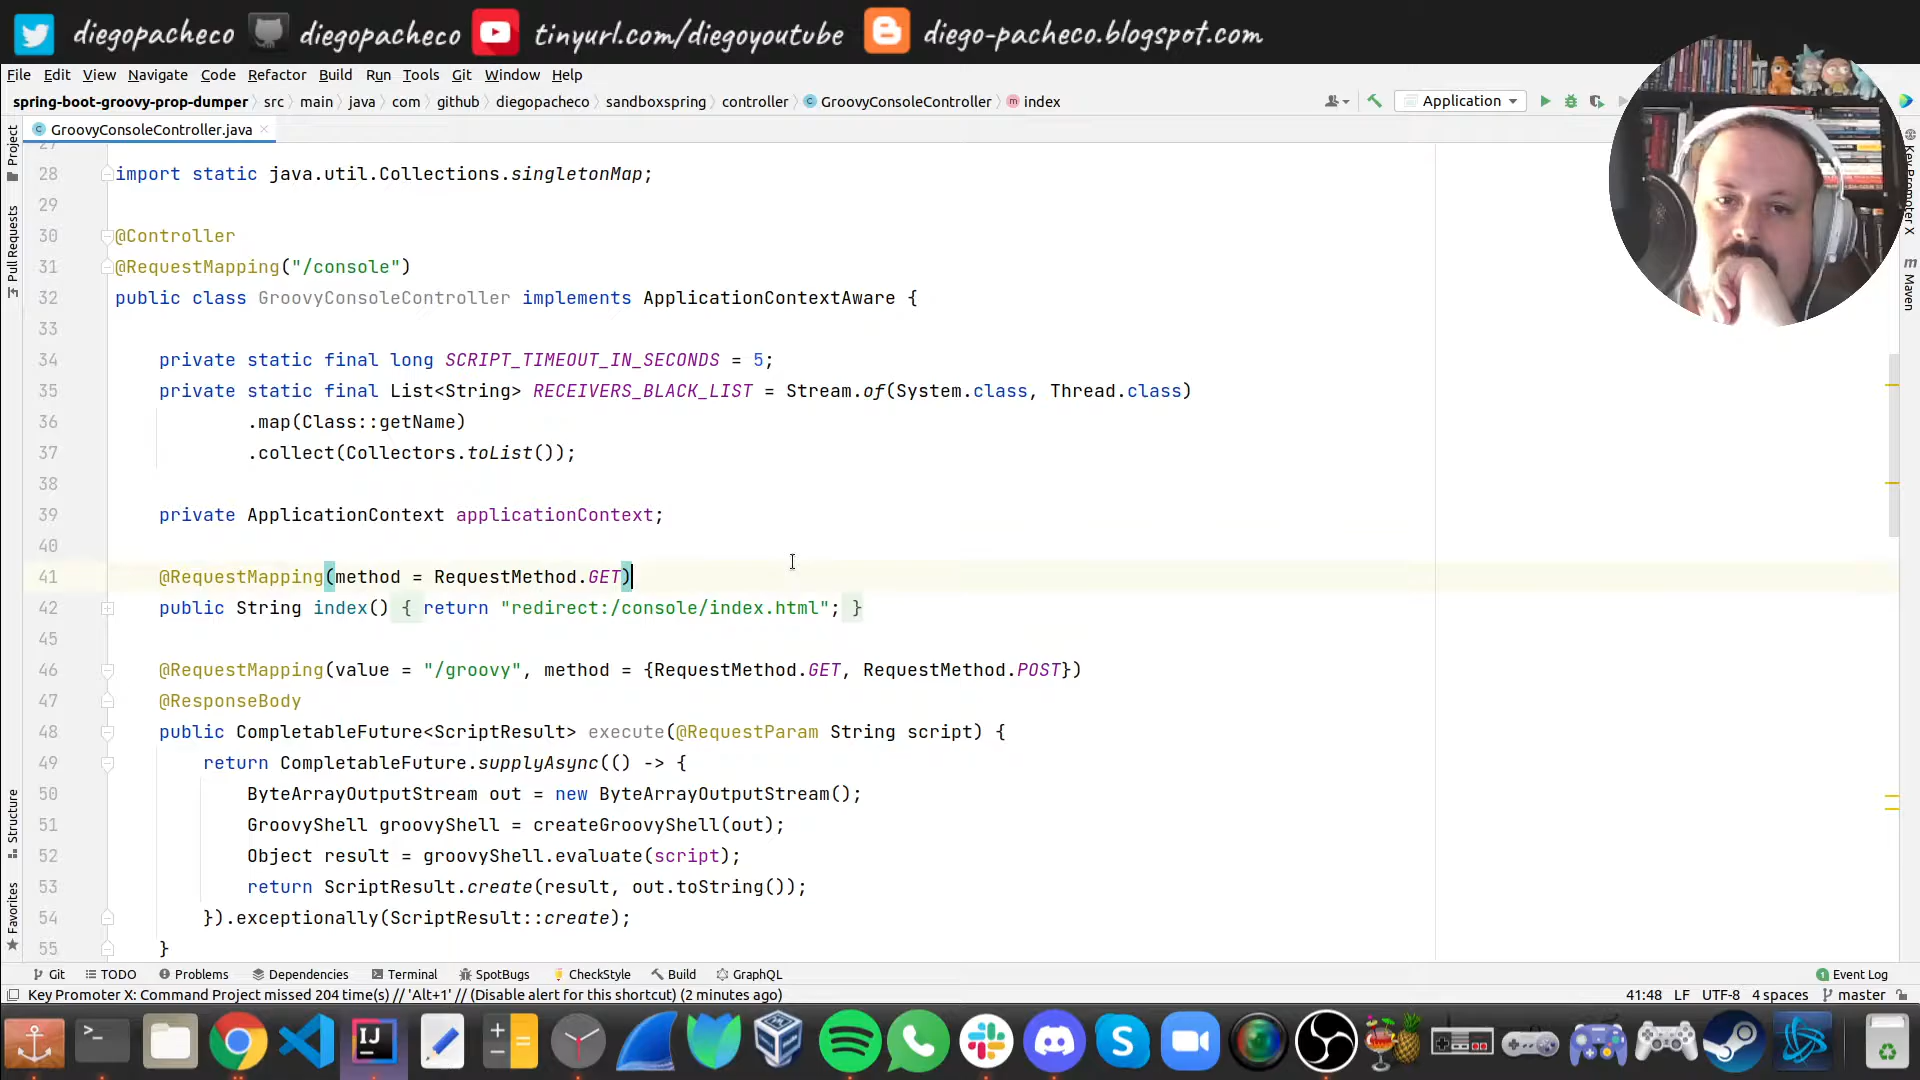 diegopacheco diegopacheco tinyurl.com/diegoyoutube diego-pacheco.blogspot.com
File Edit View Navigate Code Refactor Build Run Tools Git Window Help
spring-boot-groovy-prop-dumper src main java com github diegopacheco sandboxspring controller GroovyConsoleController index Application
GroovyConsoleController.java
Project
Pull Requests
Structure
Favorites
Key Promoter X
Maven
27
28 import static java.util.Collections.singletonMap;
29
30 @Controller
31 @RequestMapping("/console")
32 public class GroovyConsoleController implements ApplicationContextAware {
33
34 private static final long SCRIPT_TIMEOUT_IN_SECONDS = 5;
35 private static final List<String> RECEIVERS_BLACK_LIST = Stream.of(System.class, Thread.class)
36 .map(Class::getName)
37 .collect(Collectors.toList());
38
39 private ApplicationContext applicationContext;
40
41 @RequestMapping(method = RequestMethod.GET)
42 public String index() { return "redirect:/console/index.html"; }
45
46 @RequestMapping(value = "/groovy", method = {RequestMethod.GET, RequestMethod.POST})
47 @ResponseBody
48 public CompletableFuture<ScriptResult> execute(@RequestParam String script) {
49 return CompletableFuture.supplyAsync(() -> {
50 ByteArrayOutputStream out = new ByteArrayOutputStream();
51 GroovyShell groovyShell = createGroovyShell(out);
52 Object result = groovyShell.evaluate(script);
53 return ScriptResult.create(result, out.toString());
54 }).exceptionally(ScriptResult::create);
55 }
Git TODO Problems Dependencies Terminal SpotBugs CheckStyle Build GraphQL 1 Event Log
Key Promoter X: Command Project missed 204 time(s) // 'Alt+1' // (Disable alert for this shortcut) (2 minutes ago) 41:48 LF UTF-8 4 spaces master